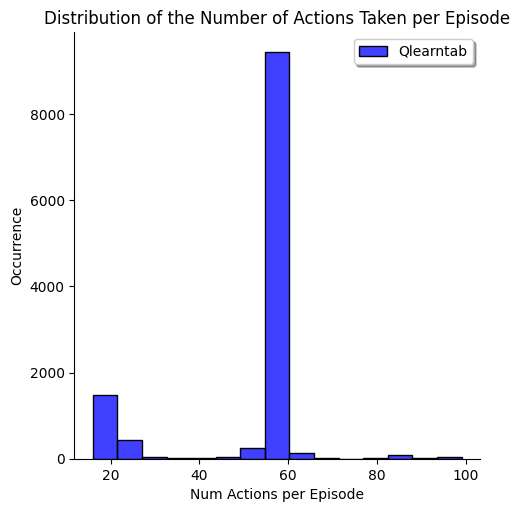 Distribution of the Number of Actions Taken per Episode
Qlearntab
Occurrence
8000
6000
4000
2000
0
20 40 60 80 100
Num Actions per Episode